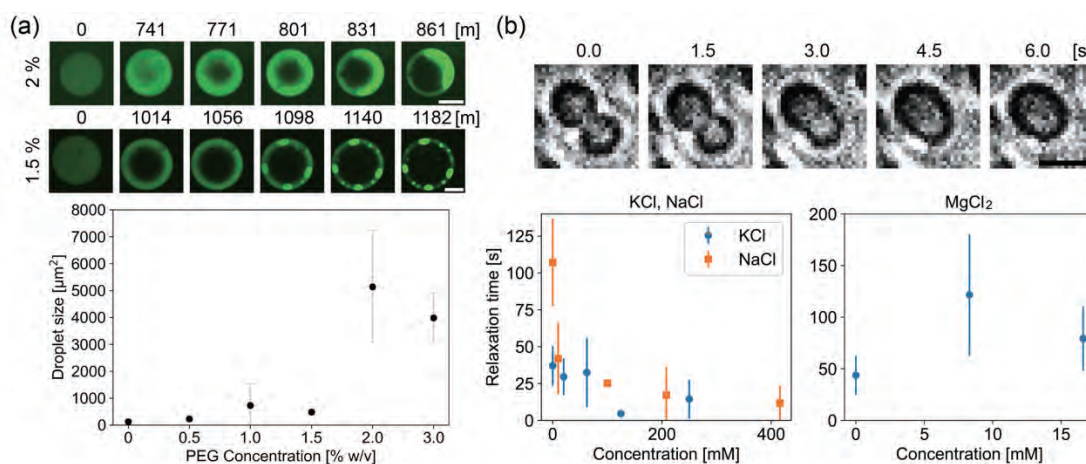 (a)
0 741 771 801 831 861 [m]
2 %
0 1014 1056 1098 1140 1182 [m]
1.5 %
8000
7000
6000
5000
4000
3000
2000
1000
0
Droplet size [μm²]
0 0.5 1.0 1.5 2.0 3.0
PEG Concentration [% w/v]
(b)
0.0 1.5 3.0 4.5 6.0 [s
KCl, NaCl
125
100
75
50
25
0
Relaxation time [s]
KCl
NaCl
0 200 400
Concentration [mM]
MgCl₂
200
150
100
50
0
0 5 10 15
Concentration [mM]